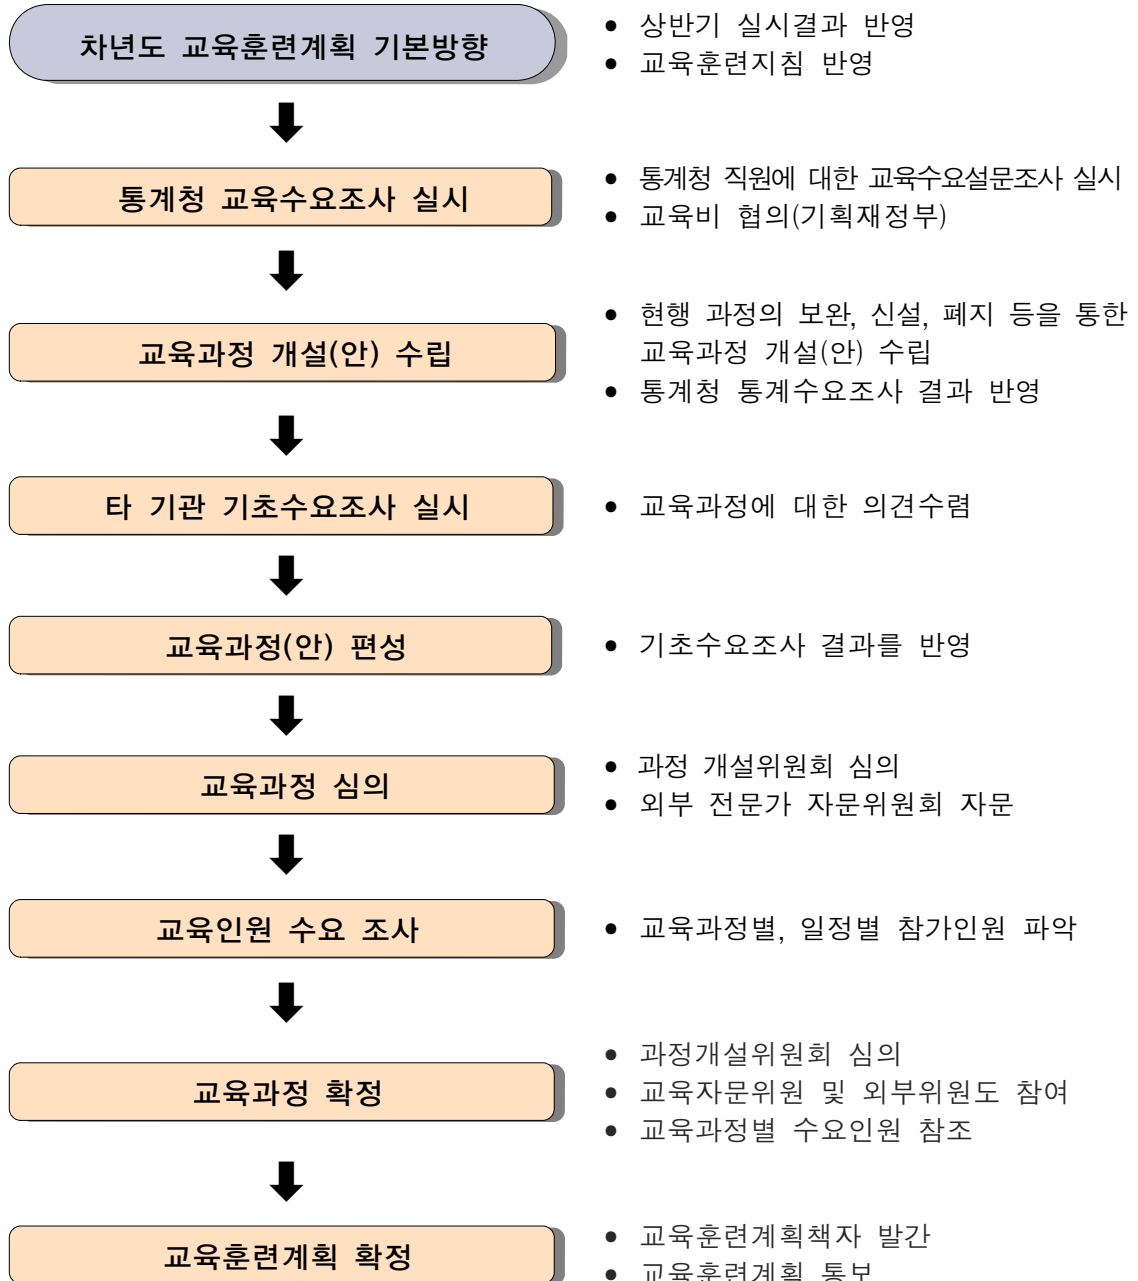 차년도 교육훈련계획 기본방향
● 상반기 실시결과 반영
● 교육훈련지침 반영
통계청 교육수요조사 실시
● 통계청 직원에 대한 교육수요설문조사 실시
● 교육비 협의(기획재정부)
교육과정 개설(안) 수립
● 현행 과정의 보완, 신설, 폐지 등을 통한
교육과정 개설(안) 수립
● 통계청 통계수요조사 결과 반영
타 기관 기초수요조사 실시
● 교육과정에 대한 의견수렴
교육과정(안) 편성
● 기초수요조사 결과를 반영
교육과정 심의
● 과정 개설위원회 심의
● 외부 전문가 자문위원회 자문
교육인원 수요 조사
● 교육과정별, 일정별 참가인원 파악
교육과정 확정
● 과정개설위원회 심의
● 교육자문위원 및 외부위원도 참여
● 교육과정별 수요인원 참조
교육훈련계획 확정
● 교육훈련계획책자 발간
● 교육훈련계획 통보